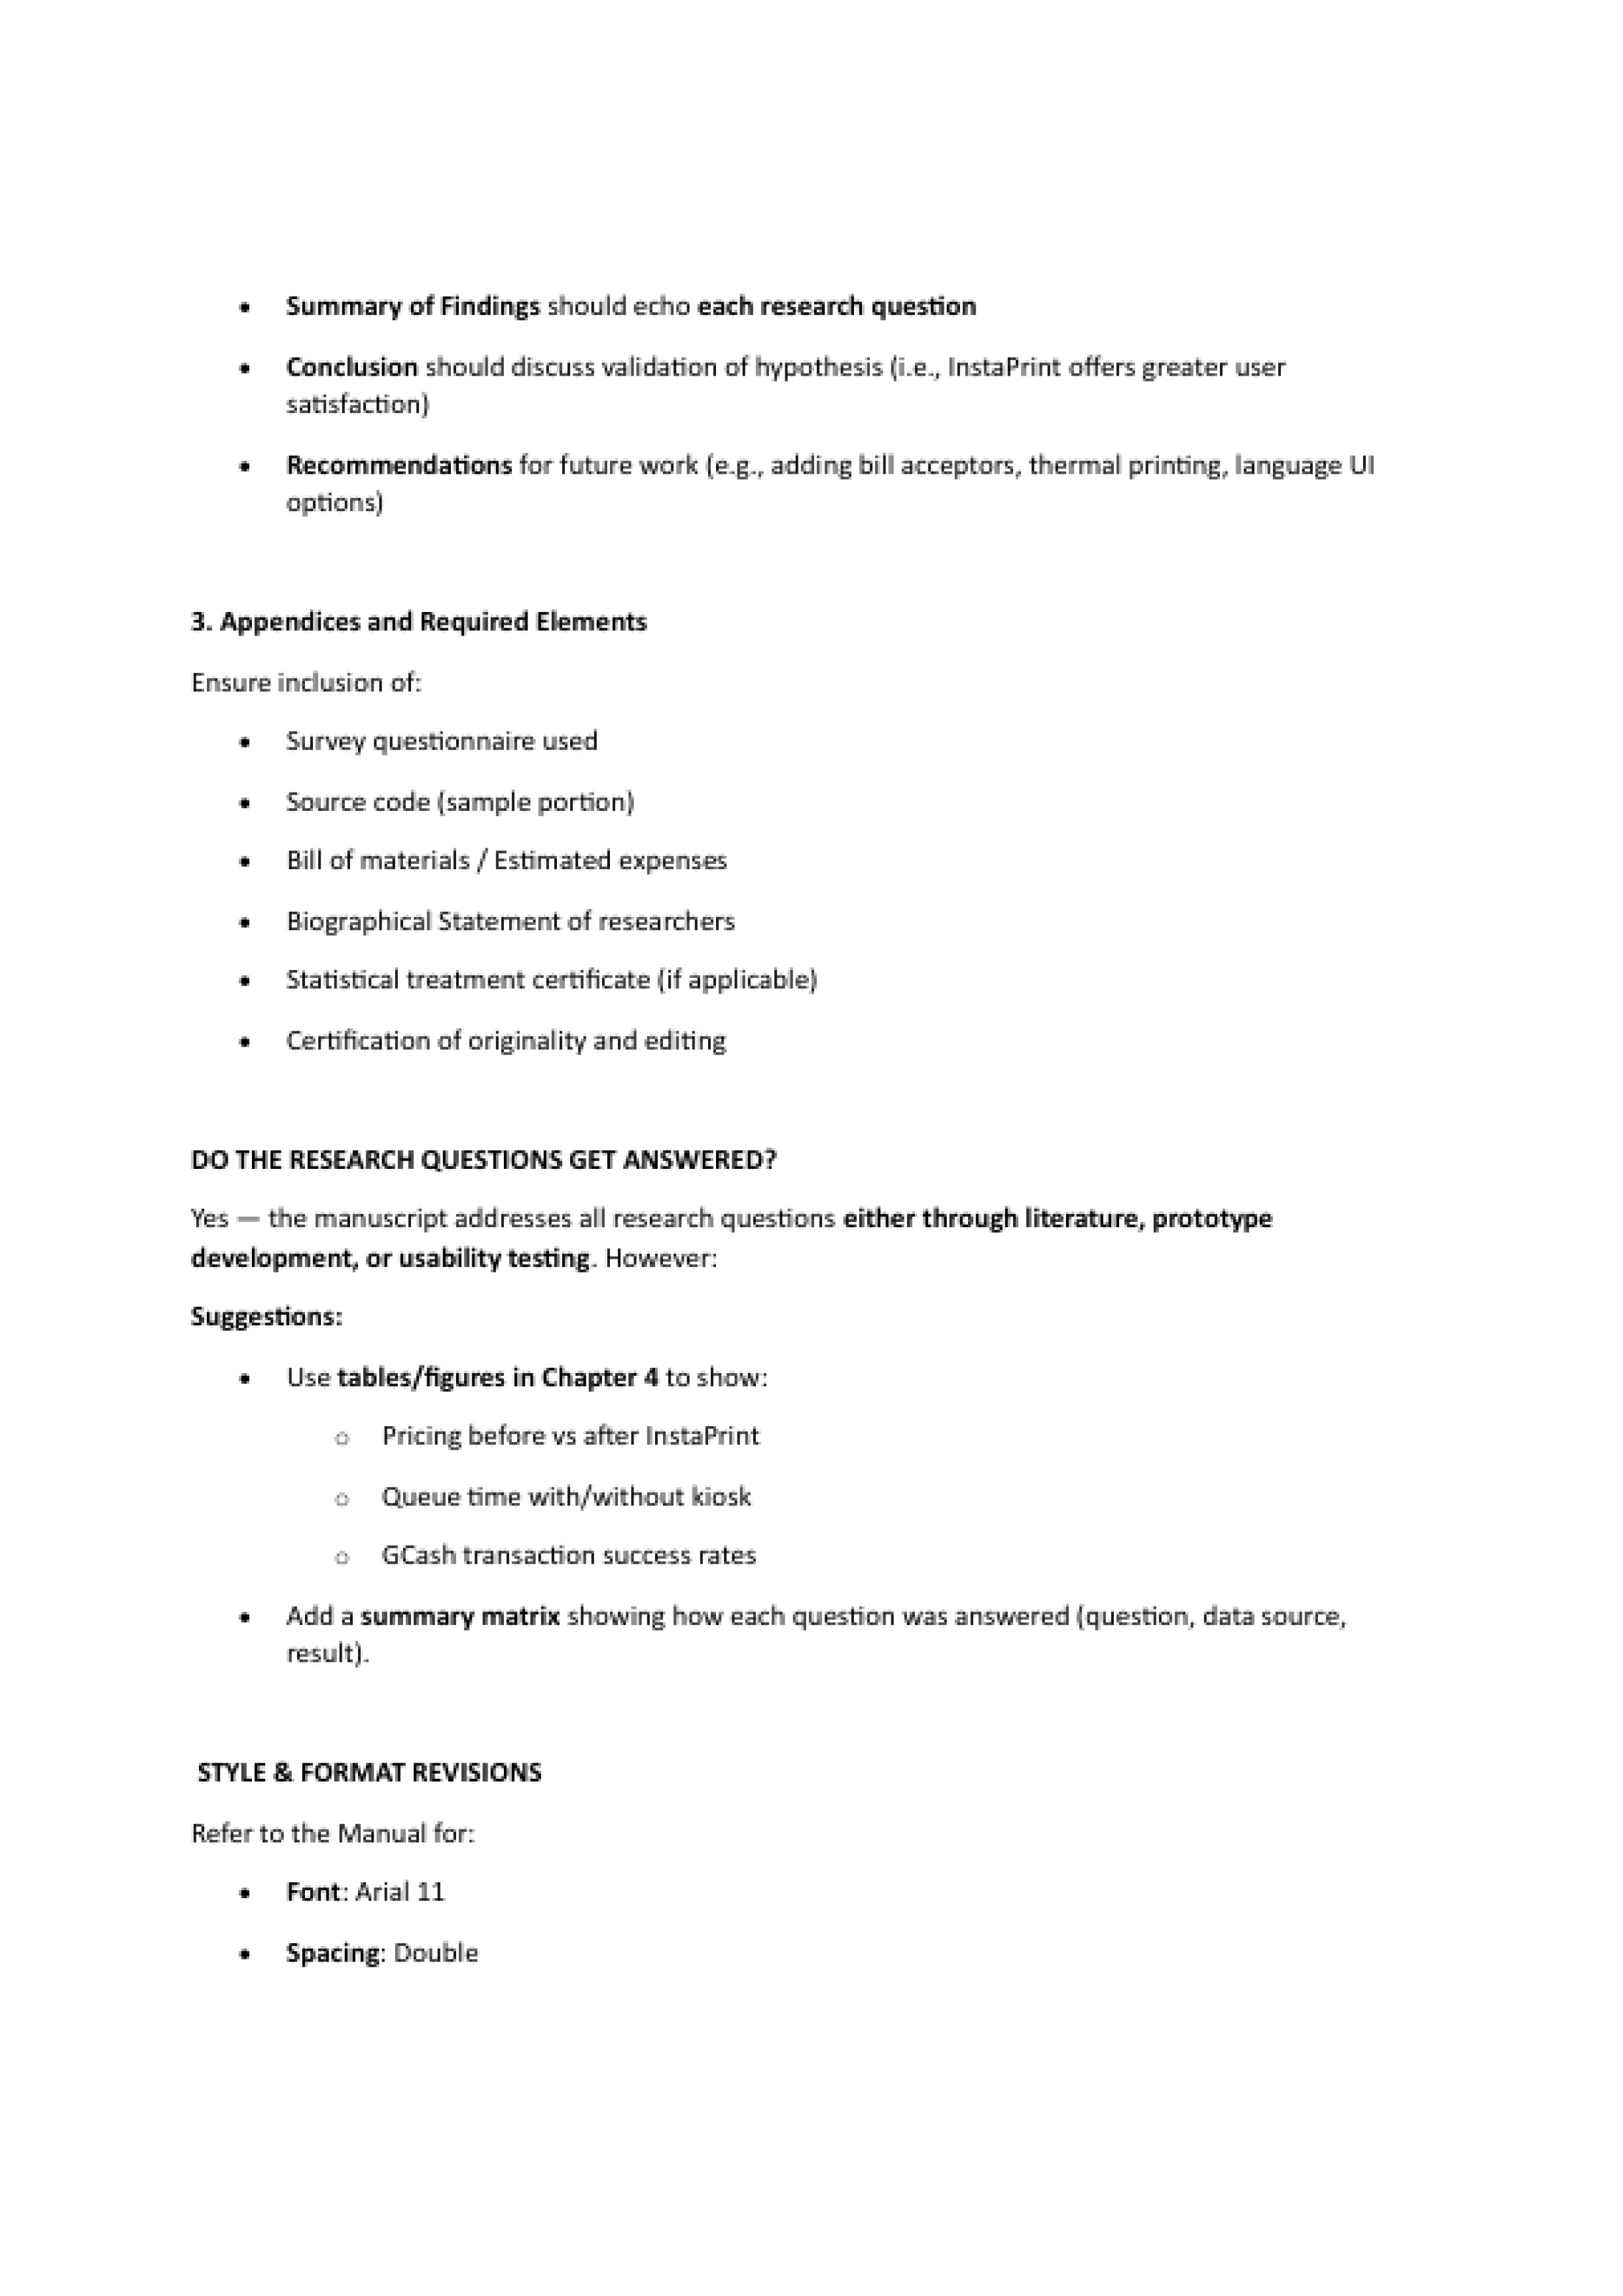 • Summary of Findings should echo each research question
• Conclusion should discuss validation of hypothesis (i.e., InstaPrint offers greater user
satisfaction)
• Recommendations for future work (e.g., adding bill acceptors, thermal printing, language UI
options)
3. Appendices and Required Elements
Ensure inclusion of:
• Survey questionnaire used
• Source code (sample portion)
• Bill of materials / Estimated expenses
• Biographical Statement of researchers
• Statistical treatment certificate (if applicable)
• Certification of originality and editing
DO THE RESEARCH QUESTIONS GET ANSWERED?
Yes — the manuscript addresses all research questions either through literature, prototype
development, or usability testing. However:
Suggestions:
• Use tables/figures in Chapter 4 to show:
○ Pricing before vs after InstaPrint
○ Queue time with/without kiosk
○ GCash transaction success rates
• Add a summary matrix showing how each question was answered (question, data source,
result).
STYLE & FORMAT REVISIONS
Refer to the Manual for:
• Font: Arial 11
• Spacing: Double